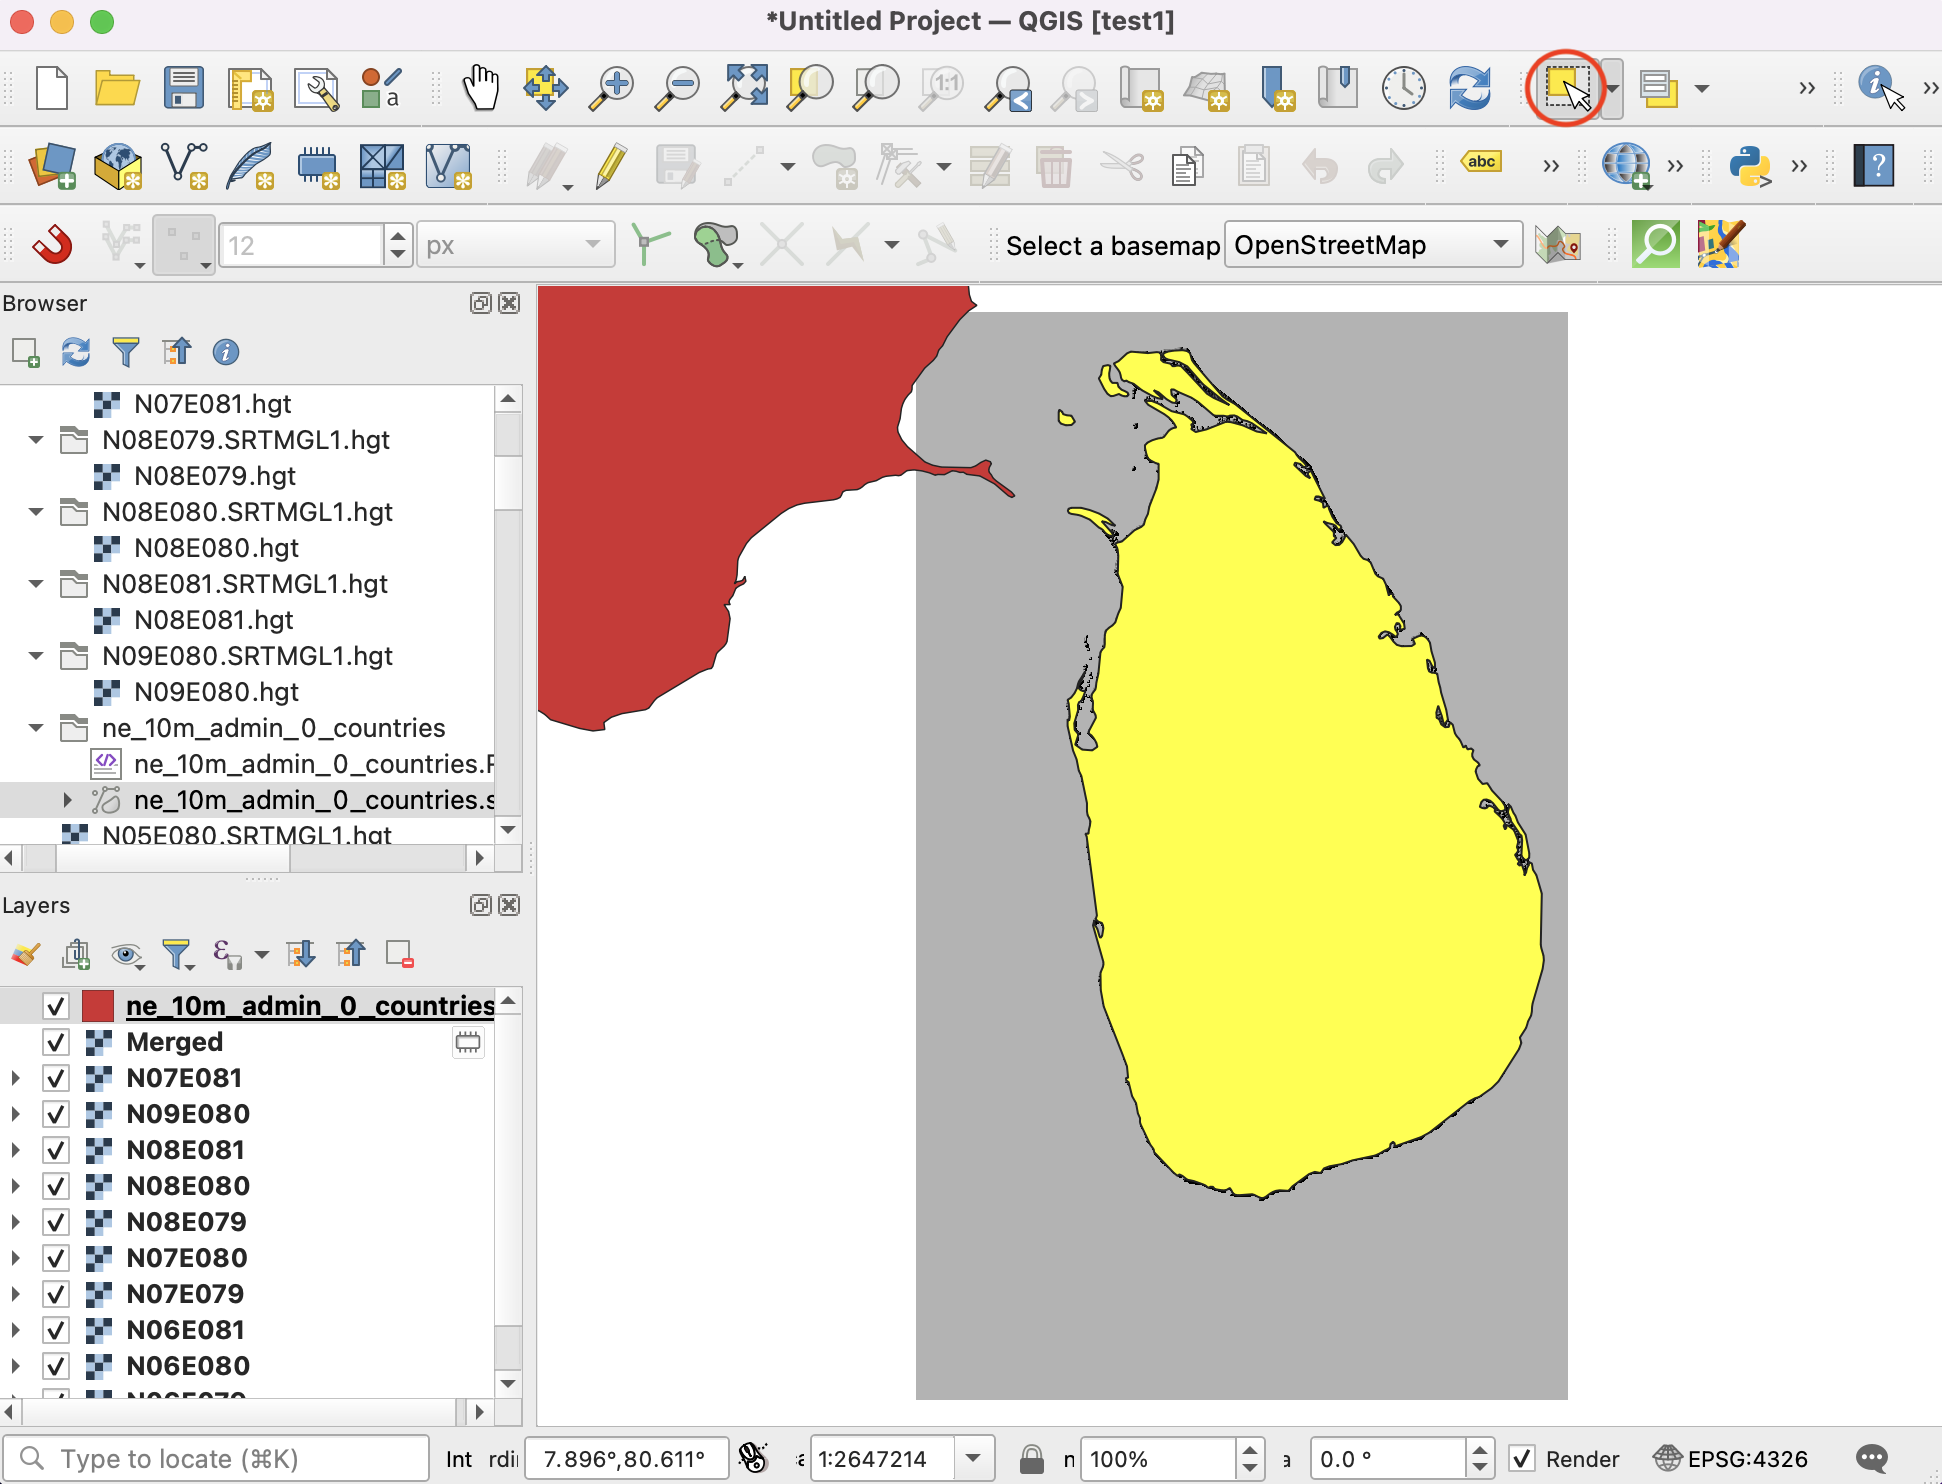 *Untitled Project — QGIS [test1]
a
1:1
abc
?
12
px
Select a basemap
OpenStreetMap
Browser
N07E081.hgt
N08E079.SRTMGL1.hgt
N08E079.hgt
N08E080.SRTMGL1.hgt
N08E080.hgt
N08E081.SRTMGL1.hgt
N08E081.hgt
N09E080.SRTMGL1.hgt
N09E080.hgt
ne_10m_admin_0_countries
ne_10m_admin_0_countries.
ne_10m_admin_0_countries.s
N05E080.SRTMGL1.hgt
Layers
ne_10m_admin_0_countries
Merged
N07E081
N09E080
N08E081
N08E080
N08E079
N07E080
N07E079
N06E081
N06E080
N06E079
Type to locate (⌘K)
Int
rdi
7.896°,80.611°
1:2647214
100%
a
0.0 °
Render
EPSG:4326